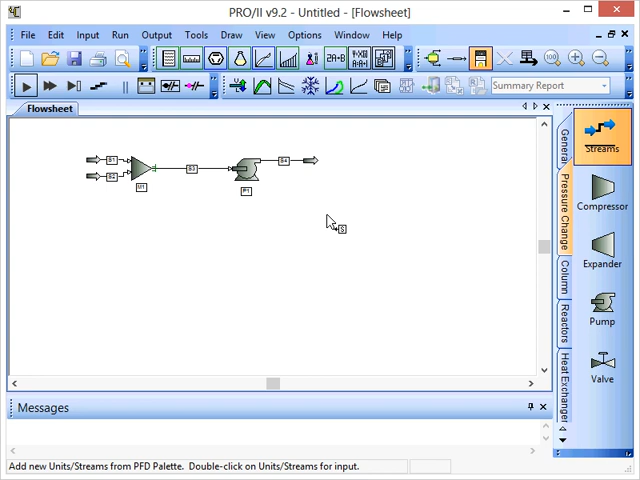 PRO/II v9.2 - Untitled - [Flowsheet]
File Edit Input Run Output Tools Draw View Options Window Help
2A+B
100
Summary Report
Flowsheet
S1
S2
M1
S3
P1
S4
S
General
Pressure Change
Column
Reactors
Heat Exchanger
Streams
Compressor
Expander
Pump
Valve
Messages
Add new Units/Streams from PFD Palette. Double-click on Units/Streams for input.